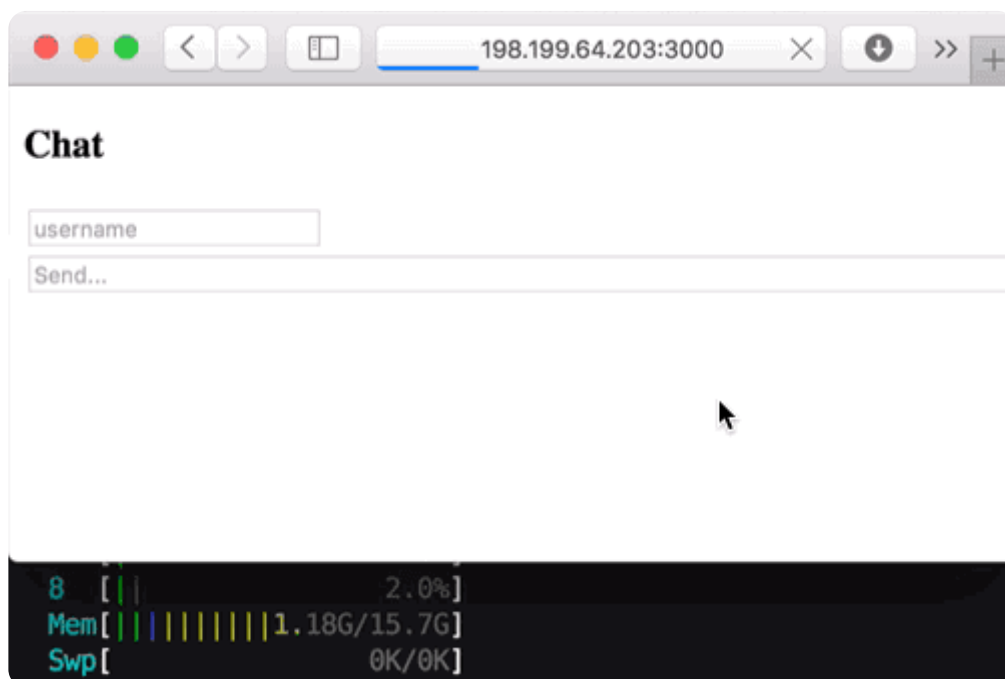 198.199.64.203:3000
Chat
username
Send...
8 [|| 2.0%]
Mem[||||||||||1.18G/15.7G]
Swp[ 0K/0K]